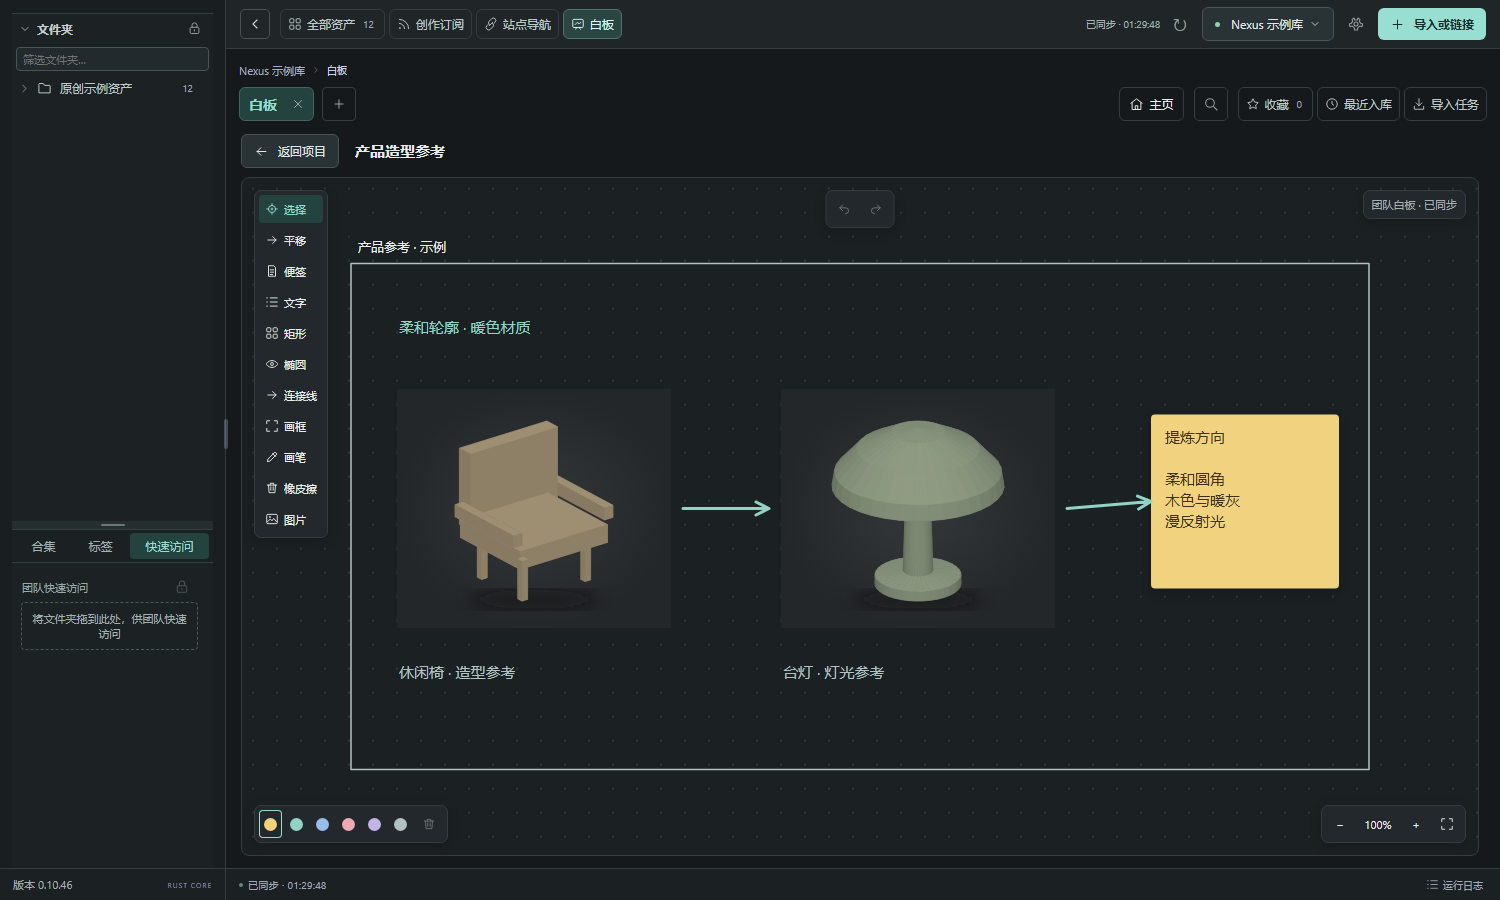 文件夹
筛选文件夹...
原创示例资产 12
合集 标签 快速访问
团队快速访问
将文件夹拖到此处，供团队快速
访问
版本 0.10.46 RUST CORE
全部资产 12 创作订阅 站点导航 白板
已同步 · 01:29:48 Nexus 示例库 导入或链接
Nexus 示例库 白板
白板
主页 收藏 0 最近入库 导入任务
返回项目 产品造型参考
选择
平移
便签
文字
矩形
椭圆
连接线
画框
画笔
橡皮擦
图片
团队白板 · 已同步
产品参考 · 示例
柔和轮廓 · 暖色材质
提炼方向
柔和圆角
木色与暖灰
漫反射光
休闲椅 · 造型参考
台灯 · 灯光参考
− 100% +
已同步 · 01:29:48 运行日志